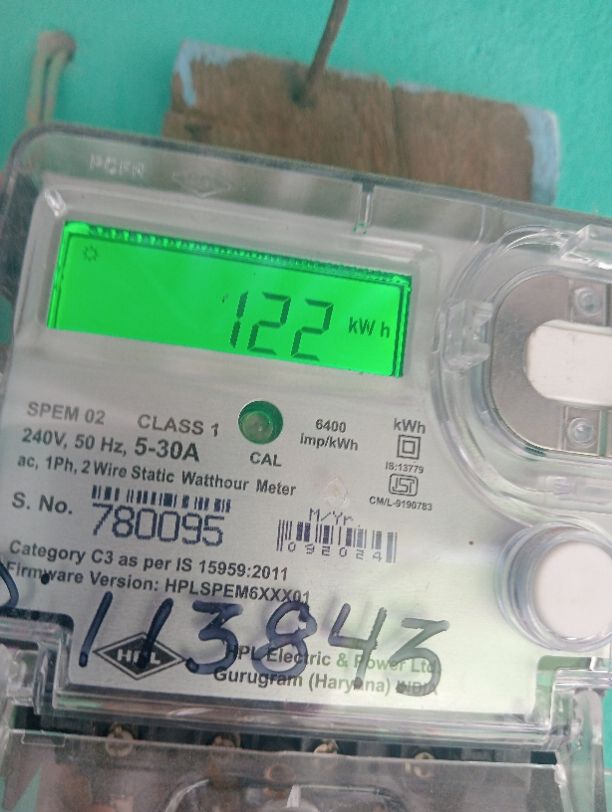 122 kWh
SPEM 02 CLASS 1
240V, 50 Hz, 5-30A
CAL
6400
imp/kWh
kWh
IS:13779
ISI
CM/L-9190783
ac, 1Ph, 2 Wire Static Watthour Meter
S. No. 780095
M/Yr.
092024
Category C3 as per IS 15959:2011
Firmware Version: HPLSPEM6XXX01
113843
HPL
HPL Electric & Power Ltd.
Gurugram (Haryana) INDIA